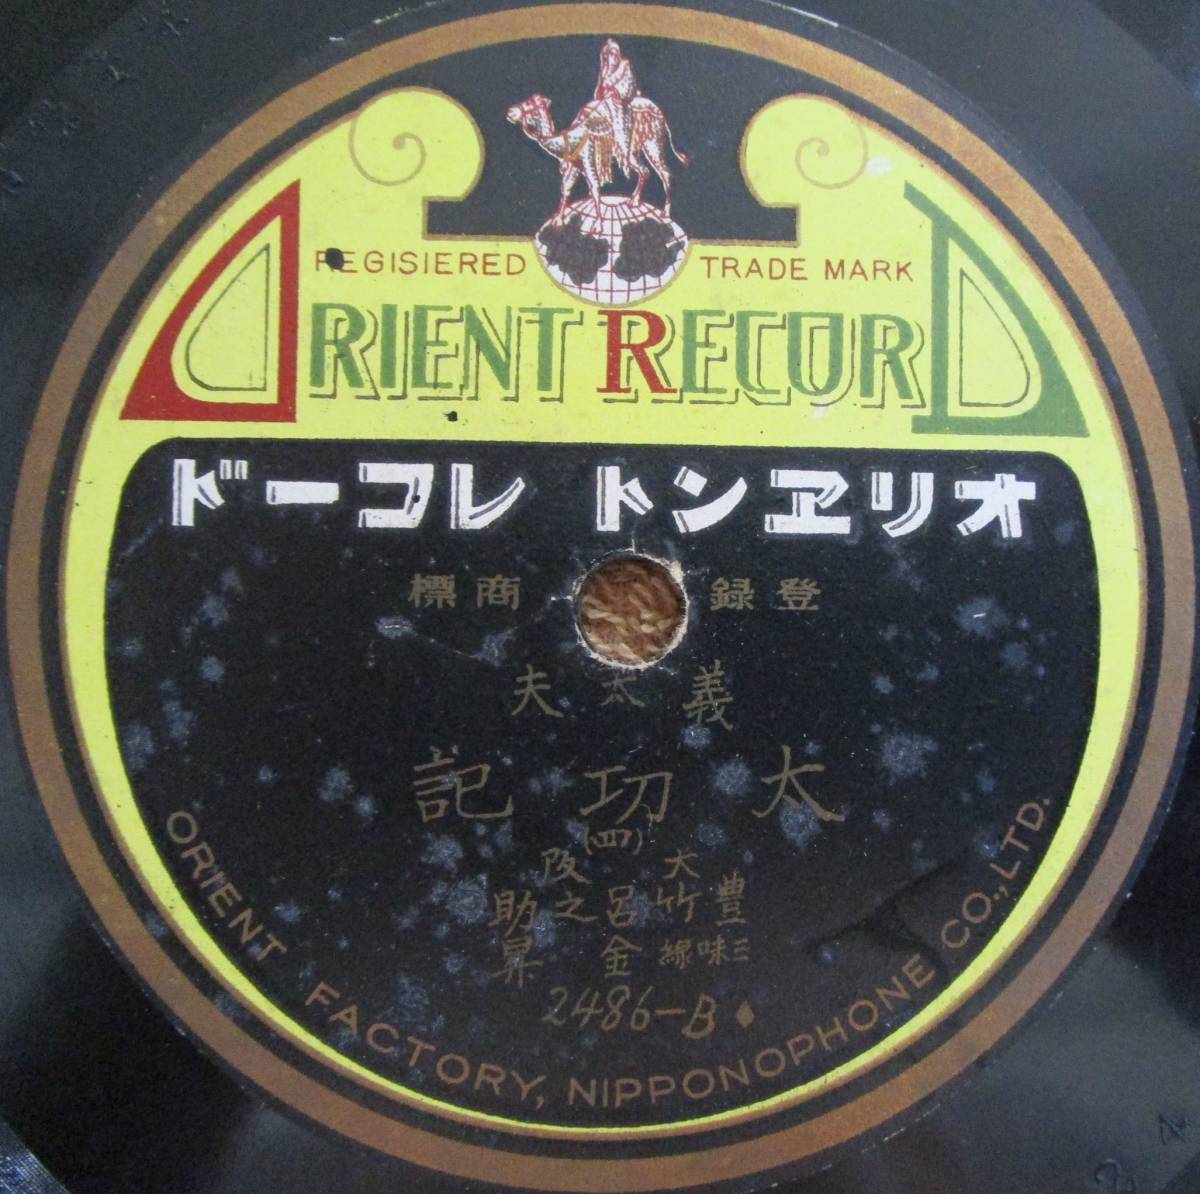 REGISIERED TRADE MARK
ORIENT RECORD
オリヱント レコード
登録 商標
義太夫
太功記
(四)
大阪
豊竹呂之助
三味線 金昇
2486-B
ORIENT FACTORY, NIPPONOPHONE CO., LTD.